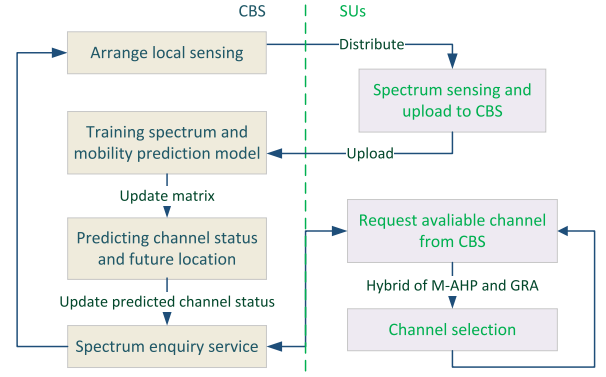 CBS
SUs
Arrange local sensing
Distribute
Spectrum sensing and
upload to CBS
Training spectrum and
mobility prediction model
Upload
Update matrix
Predicting channel status
and future location
Request avaliable channel
from CBS
Hybrid of M-AHP and GRA
Update predicted channel status
Channel selection
Spectrum enquiry service